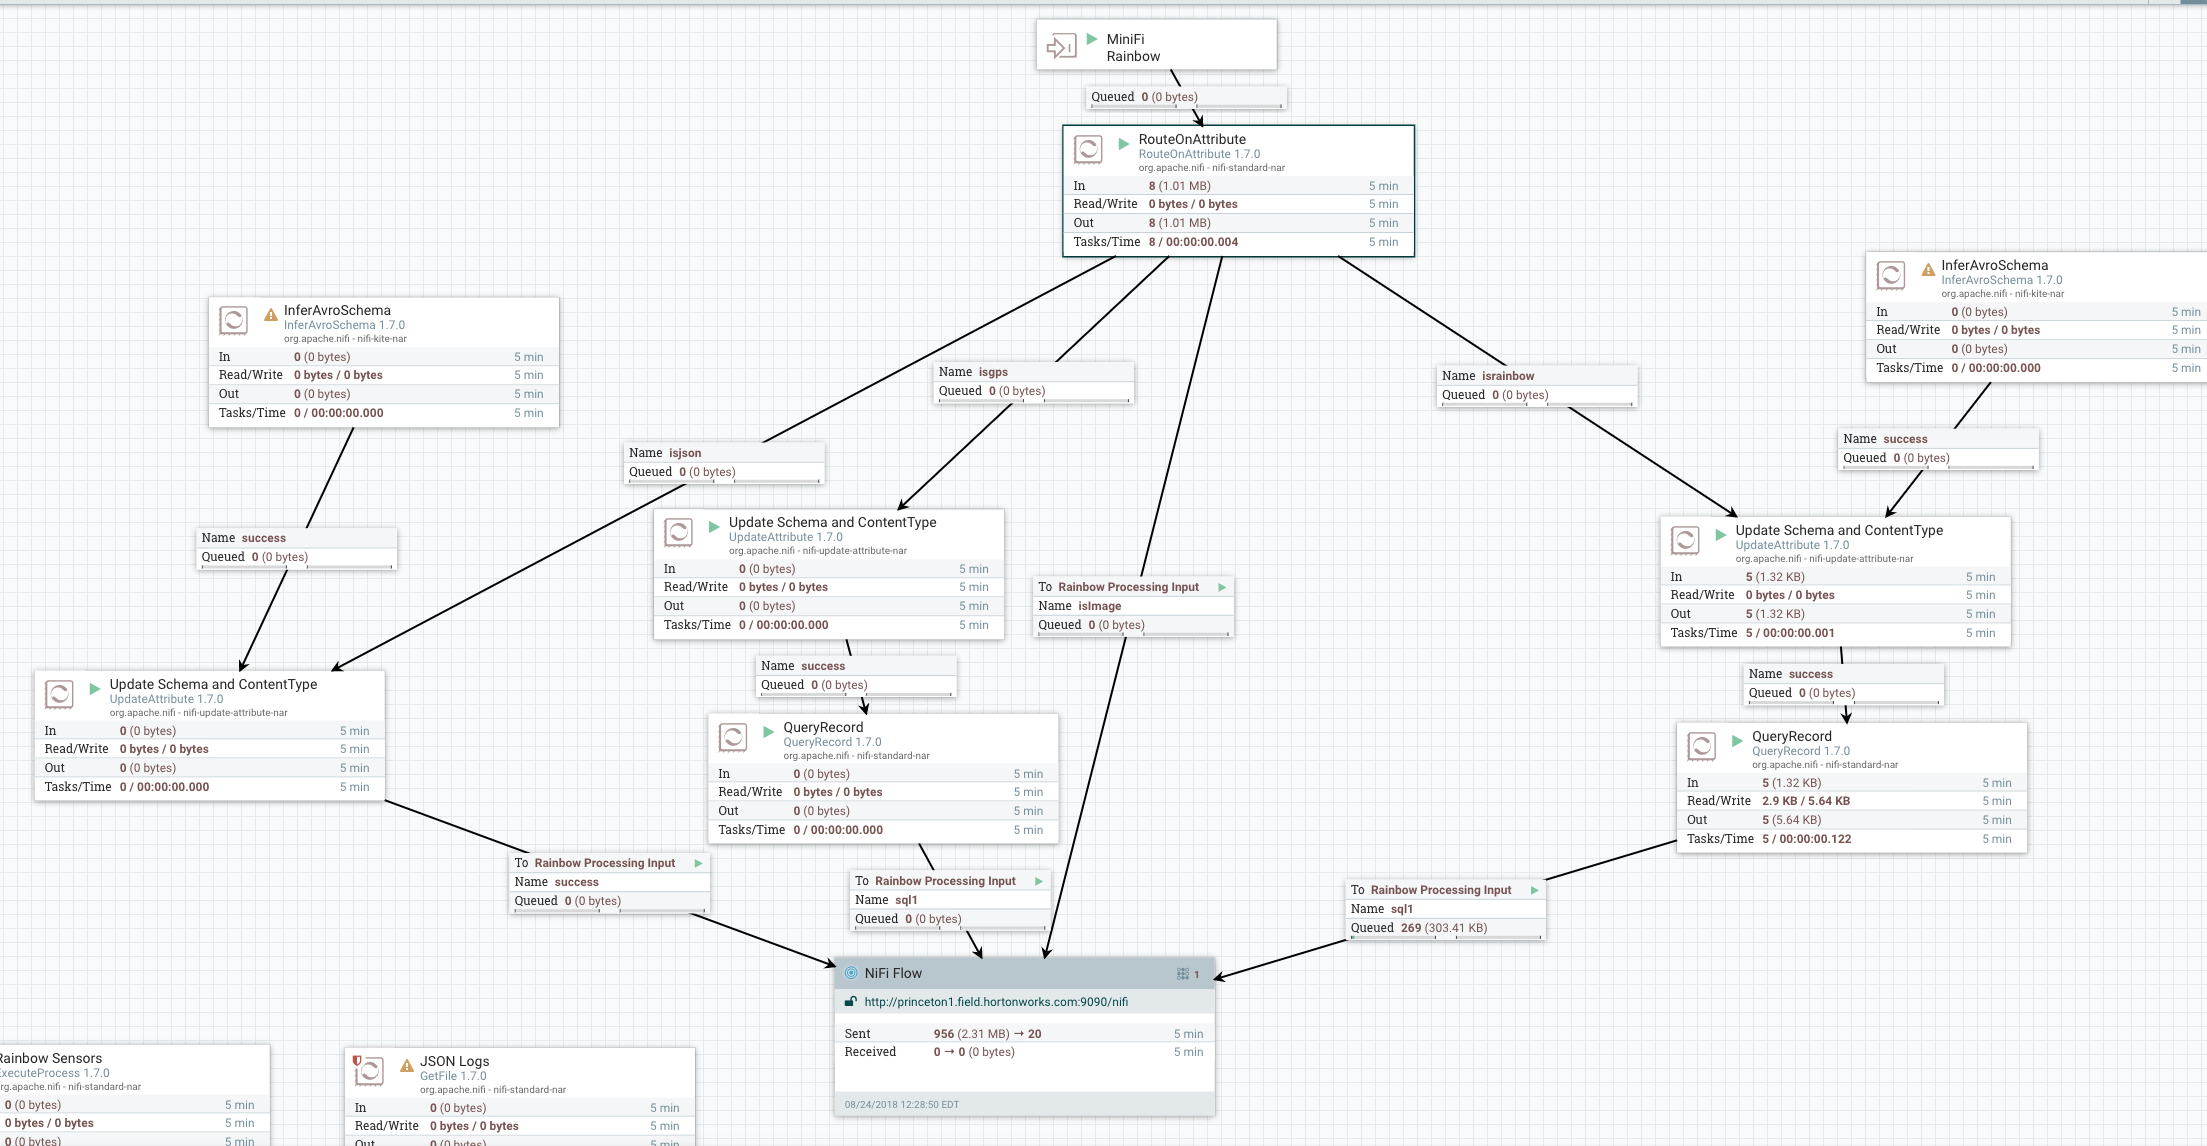 MiniFi
Rainbow
Queued 0 (0 bytes)
RouteOnAttribute
RouteOnAttribute 1.7.0
org.apache.nifi - nifi-standard-nar
In 8 (1.01 MB) 5 min
Read/Write 0 bytes / 0 bytes 5 min
Out 8 (1.01 MB) 5 min
Tasks/Time 8 / 00:00:00.004 5 min
InferAvroSchema
InferAvroSchema 1.7.0
org.apache.nifi - nifi-kite-nar
In 0 (0 bytes) 5 min
Read/Write 0 bytes / 0 bytes 5 min
Out 0 (0 bytes) 5 min
Tasks/Time 0 / 00:00:00.000 5 min
InferAvroSchema
InferAvroSchema 1.7.0
org.apache.nifi - nifi-kite-nar
In 0 (0 bytes) 5 min
Read/Write 0 bytes / 0 bytes 5 min
Out 0 (0 bytes) 5 min
Tasks/Time 0 / 00:00:00.000 5 min
Name isgps
Queued 0 (0 bytes)
Name israinbow
Queued 0 (0 bytes)
Name isjson
Queued 0 (0 bytes)
Name success
Queued 0 (0 bytes)
Name success
Queued 0 (0 bytes)
Update Schema and ContentType
UpdateAttribute 1.7.0
org.apache.nifi - nifi-update-attribute-nar
In 0 (0 bytes) 5 min
Read/Write 0 bytes / 0 bytes 5 min
Out 0 (0 bytes) 5 min
Tasks/Time 0 / 00:00:00.000 5 min
To Rainbow Processing Input
Name isImage
Queued 0 (0 bytes)
Update Schema and ContentType
UpdateAttribute 1.7.0
org.apache.nifi - nifi-update-attribute-nar
In 5 (1.32 KB) 5 min
Read/Write 0 bytes / 0 bytes 5 min
Out 5 (1.32 KB) 5 min
Tasks/Time 5 / 00:00:00.001 5 min
Update Schema and ContentType
UpdateAttribute 1.7.0
org.apache.nifi - nifi-update-attribute-nar
In 0 (0 bytes) 5 min
Read/Write 0 bytes / 0 bytes 5 min
Out 0 (0 bytes) 5 min
Tasks/Time 0 / 00:00:00.000 5 min
Name success
Queued 0 (0 bytes)
Name success
Queued 0 (0 bytes)
QueryRecord
QueryRecord 1.7.0
org.apache.nifi - nifi-standard-nar
In 0 (0 bytes) 5 min
Read/Write 0 bytes / 0 bytes 5 min
Out 0 (0 bytes) 5 min
Tasks/Time 0 / 00:00:00.000 5 min
QueryRecord
QueryRecord 1.7.0
org.apache.nifi - nifi-standard-nar
In 5 (1.32 KB) 5 min
Read/Write 2.9 KB / 5.64 KB 5 min
Out 5 (5.64 KB) 5 min
Tasks/Time 5 / 00:00:00.122 5 min
To Rainbow Processing Input
Name success
Queued 0 (0 bytes)
To Rainbow Processing Input
Name sql1
Queued 0 (0 bytes)
To Rainbow Processing Input
Name sql1
Queued 269 (303.41 KB)
NiFi Flow 1
http://princeton1.field.hortonworks.com:9090/nifi
Sent 956 (2.31 MB) → 20 5 min
Received 0 → 0 (0 bytes) 5 min
08/24/2018 12:28:50 EDT
Rainbow Sensors
ExecuteProcess 1.7.0
rg.apache.nifi - nifi-standard-nar
0 (0 bytes) 5 min
0 bytes / 0 bytes 5 min
0 (0 bytes) 5 min
JSON Logs
GetFile 1.7.0
org.apache.nifi - nifi-standard-nar
In 0 (0 bytes) 5 min
Read/Write 0 bytes / 0 bytes 5 min
Out 0 (0 bytes) 5 min